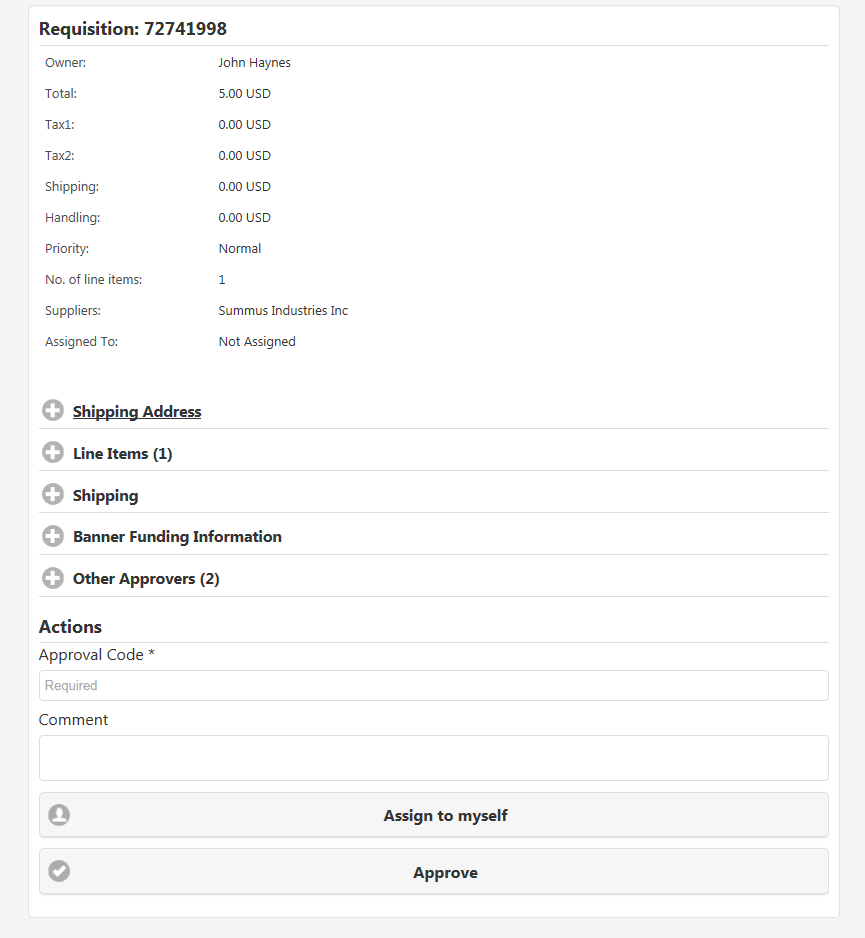 Requisition: 72741998
Owner: John Haynes
Total: 5.00 USD
Tax1: 0.00 USD
Tax2: 0.00 USD
Shipping: 0.00 USD
Handling: 0.00 USD
Priority: Normal
No. of line items: 1
Suppliers: Summus Industries Inc
Assigned To: Not Assigned
Shipping Address
Line Items (1)
Shipping
Banner Funding Information
Other Approvers (2)
Actions
Approval Code *
Required
Comment
Assign to myself
Approve